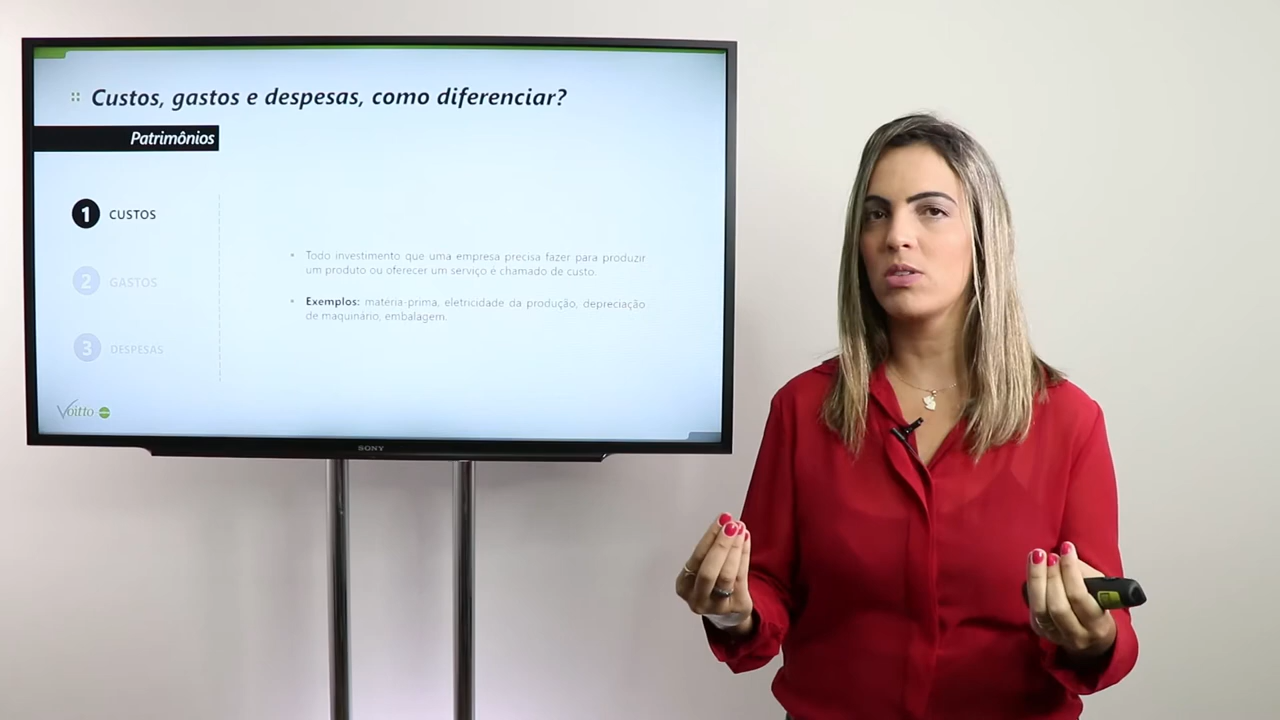 Custos, gastos e despesas, como diferenciar?
Patrimônios
1 CUSTOS
Todo investimento que uma empresa precisa fazer para produzir
um produto ou oferecer um serviço é chamado de custo.
2 GASTOS
Exemplos: matéria-prima, eletricidade da produção, depreciação
de maquinário, embalagem.
3 DESPESAS
Voitto
SONY